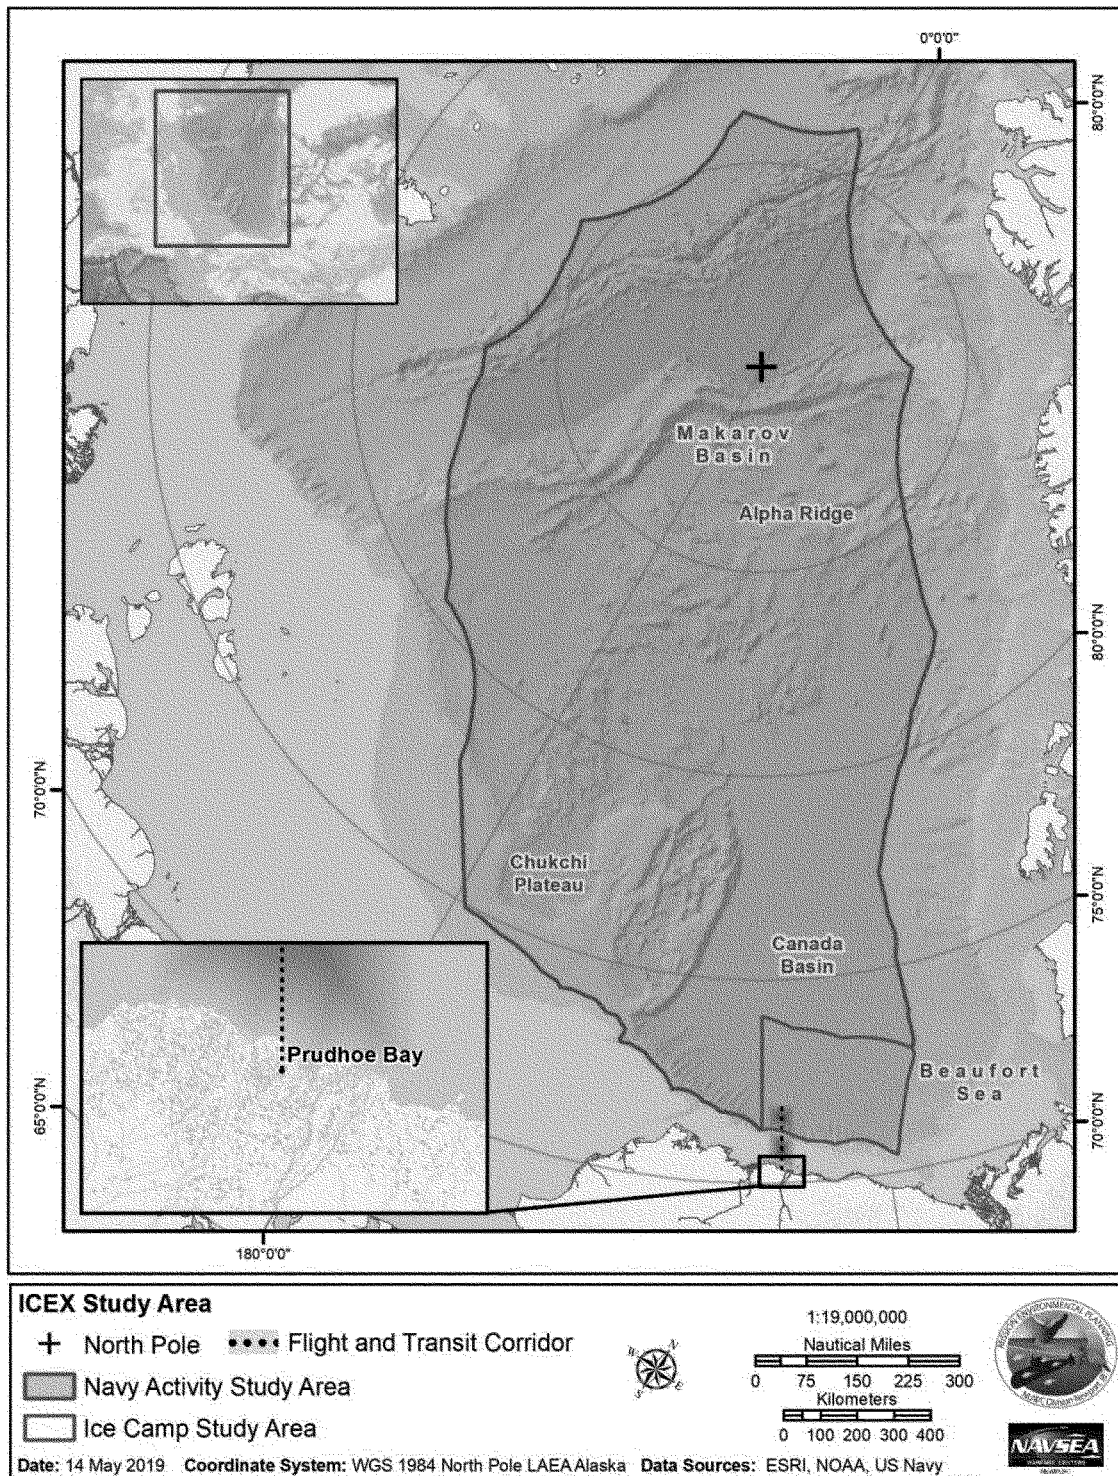 0°0'0"
80°0'0"N
Makarov
Basin
Alpha Ridge
80°0'0"N
70°0'0"N
Chukchi
Plateau
75°0'0"N
Canada
Basin
Prudhoe Bay
Beaufort
Sea
65°0'0"N
70°0'0"N
180°0'0"
ICEX Study Area
North Pole
Flight and Transit Corridor
Navy Activity Study Area
Ice Camp Study Area
N
W
E
S
1:19,000,000
Nautical Miles
0 75 150 225 300
Kilometers
0 100 200 300 400
NAVSEA
WARFARE CENTERS
Date: 14 May 2019 Coordinate System: WGS 1984 North Pole LAEA Alaska Data Sources: ESRI, NOAA, US Navy